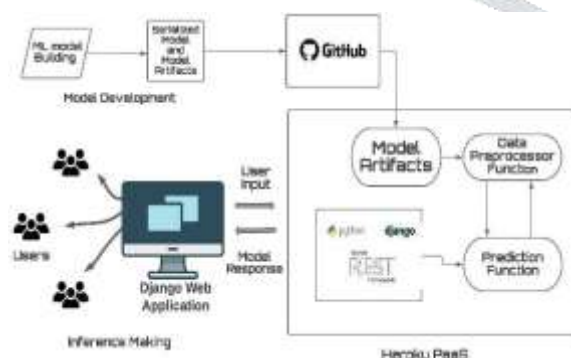 ML model
Building
Serialized
Model
and
Model
Artifacts
GitHub
Model Development
Model
Artifacts
Data
Preprocessor
Function
User
Input
Model
Response
Users
Django Web
Application
python
django
REST
Prediction
Function
Inference Making
Heroku PaaS